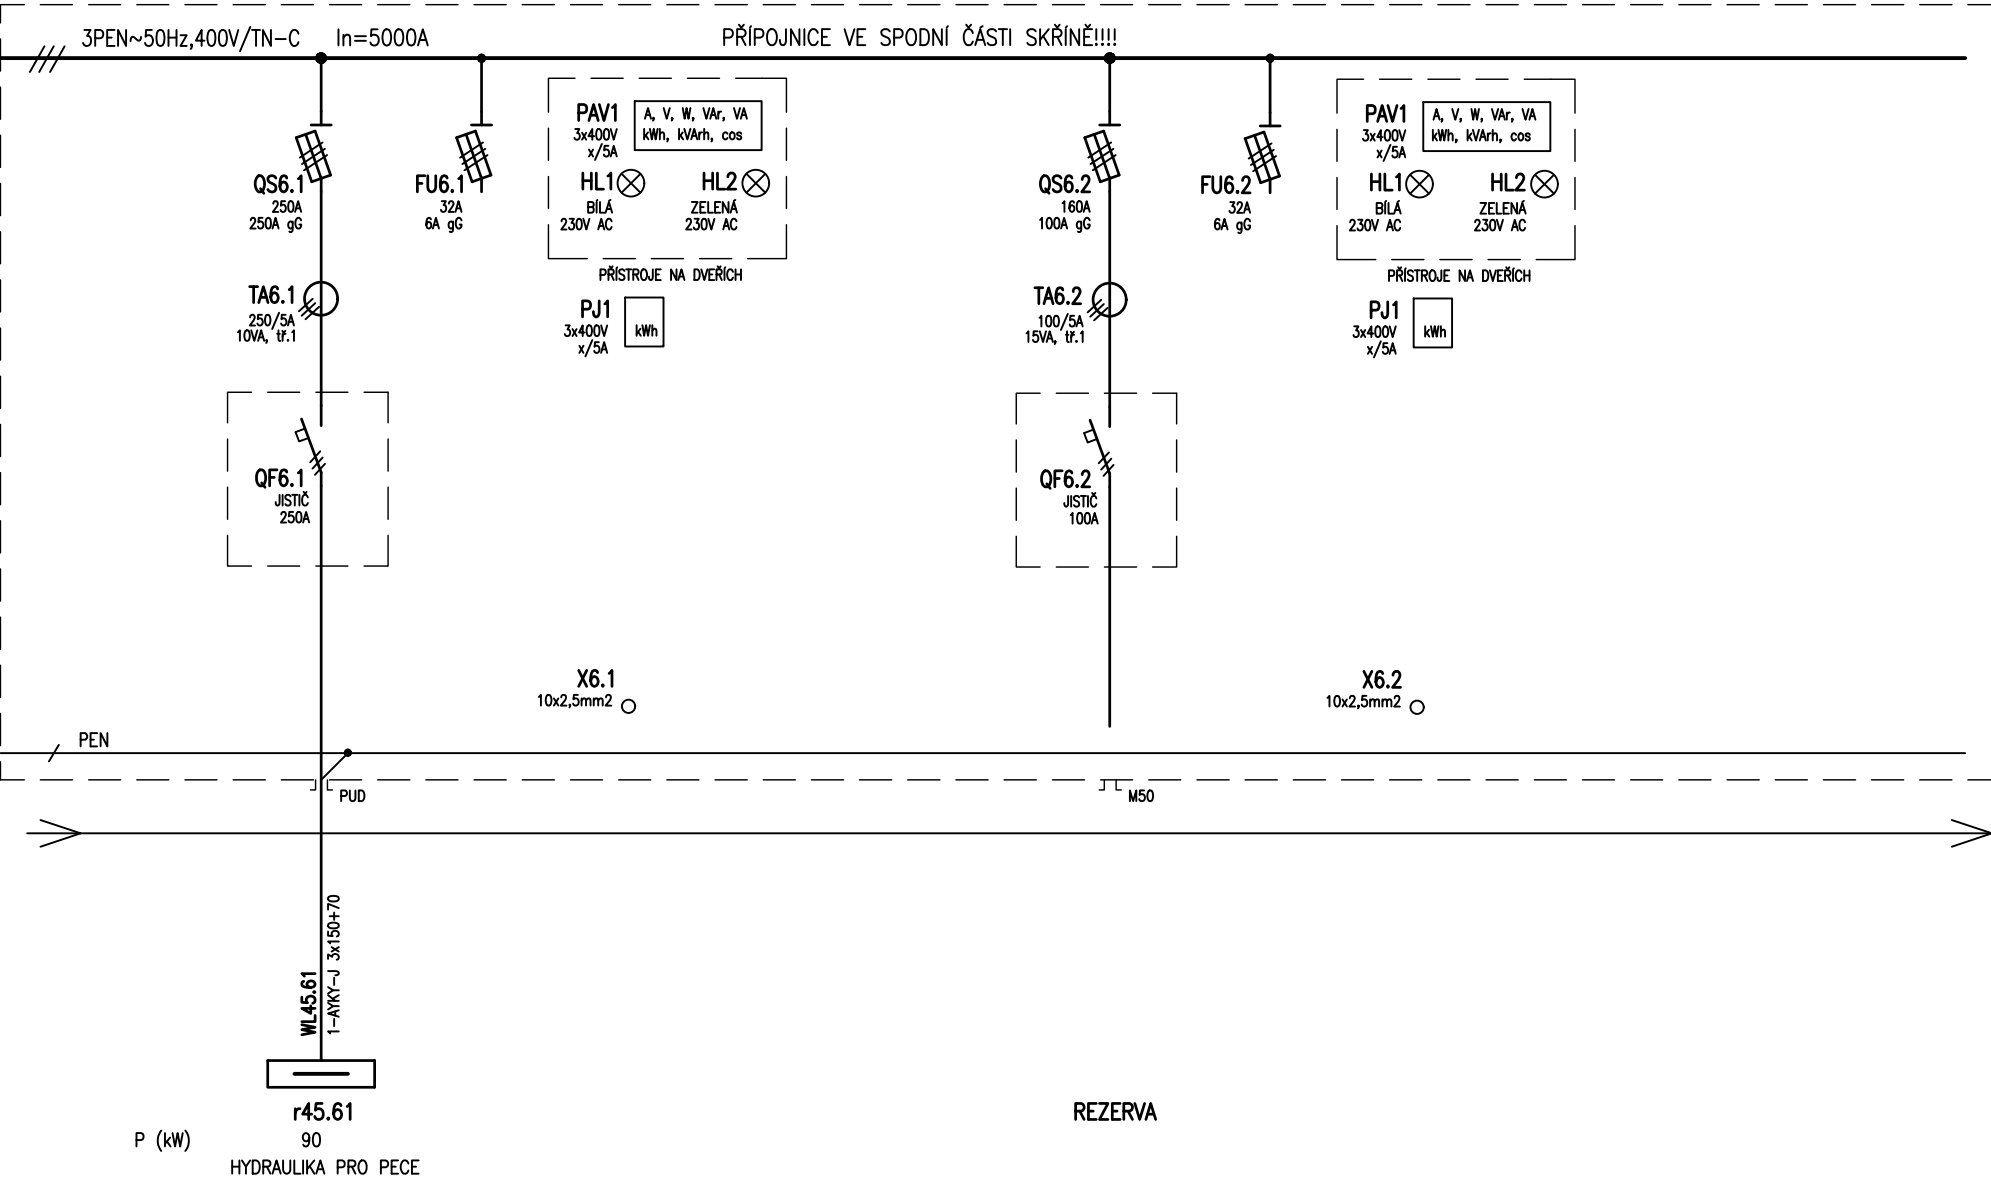 3PEN~50Hz,400V/TN-C In=5000A
PŘÍPOJNICE VE SPODNÍ ČÁSTI SKŘÍNĚ!!!!
QS6.1
250A
250A gG
FU6.1
32A
6A gG
PAV1
3x400V
x/5A
A, V, W, VAr, VA
kWh, kVArh, cos
HL1
BÍLÁ
230V AC
HL2
ZELENÁ
230V AC
PŘÍSTROJE NA DVEŘÍCH
TA6.1
250/5A
10VA, tř.1
PJ1
3x400V
x/5A
kWh
QF6.1
JISTIČ
250A
X6.1
10x2,5mm2
QS6.2
160A
100A gG
FU6.2
32A
6A gG
PAV1
3x400V
x/5A
A, V, W, VAr, VA
kWh, kVArh, cos
HL1
BÍLÁ
230V AC
HL2
ZELENÁ
230V AC
PŘÍSTROJE NA DVEŘÍCH
TA6.2
100/5A
15VA, tř.1
PJ1
3x400V
x/5A
kWh
QF6.2
JISTIČ
100A
X6.2
10x2,5mm2
PEN
PUD
M50
WL45.61
1-AYKY-J 3x150+70
r45.61
REZERVA
P (kW) 90
HYDRAULIKA PRO PECE